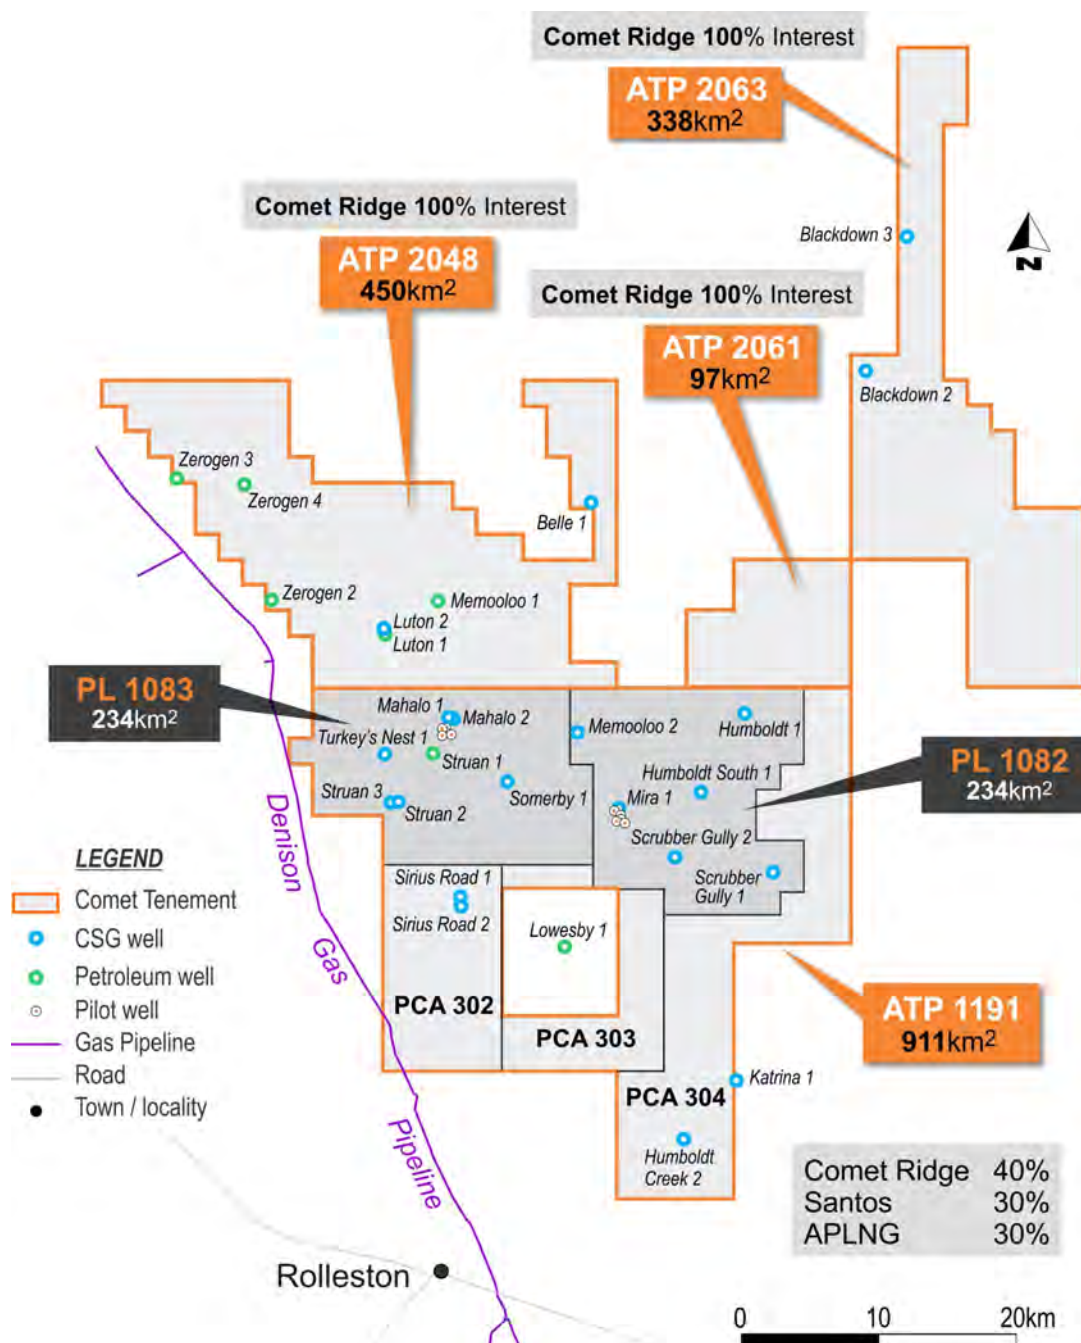 Comet Ridge 100% Interest
ATP 2063
338km²
Comet Ridge 100% Interest
ATP 2048
450km²
Blackdown 3
N
Comet Ridge 100% Interest
ATP 2061
97km²
Blackdown 2
Zerogen 3
Zerogen 4
Belle 1
Zerogen 2
Memooloo 1
Luton 2
Luton 1
PL 1083
234km²
Mahalo 1
Mahalo 2
Turkey's Nest 1
Struan 1
Memooloo 2
Humboldt 1
Humboldt South 1
PL 1082
234km²
Struan 3
Struan 2
Somerby 1
Mira 1
Scrubber Gully 2
Scrubber
Gully 1
Denison Gas Pipeline
LEGEND
Comet Tenement
CSG well
Petroleum well
Pilot well
Gas Pipeline
Road
Town / locality
Sirius Road 1
Sirius Road 2
Lowesby 1
PCA 302
PCA 303
ATP 1191
911km²
PCA 304
Katrina 1
Humboldt
Creek 2
Comet Ridge 40%
Santos 30%
APLNG 30%
Rolleston
0 10 20km